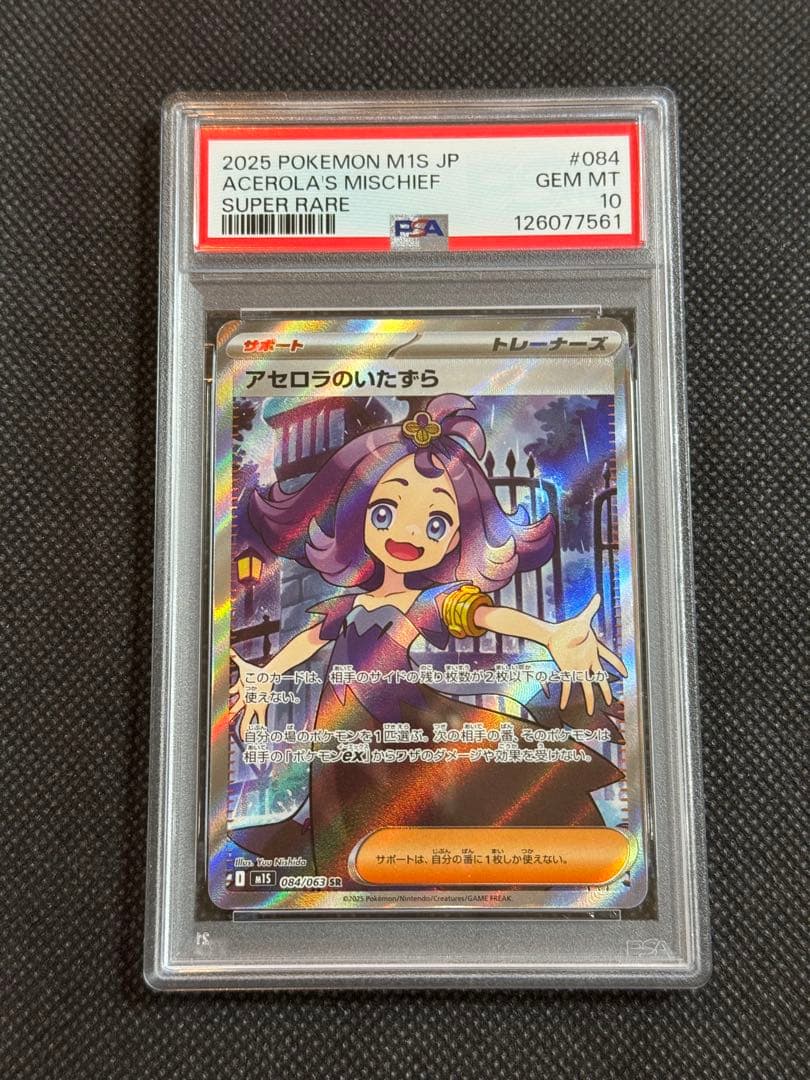 2025 POKEMON M1S JP #084
ACEROLA'S MISCHIEF GEM MT
SUPER RARE 10
PSA 126077561
サポート トレーナーズ
アセロラのいたずら
このカードは、相手のサイドの残り枚数が2枚以下のときにしか
使えない。
自分の場のポケモンを1匹選ぶ。次の相手の番、そのポケモンは
相手の「ポケモンex」からワザのダメージや効果を受けない。
サポートは、自分の番に1枚しか使えない。
Illus. You Nishida
M1S 084/063 SR
©2025 Pokémon/Nintendo/Creatures/GAME FREAK.
PSA